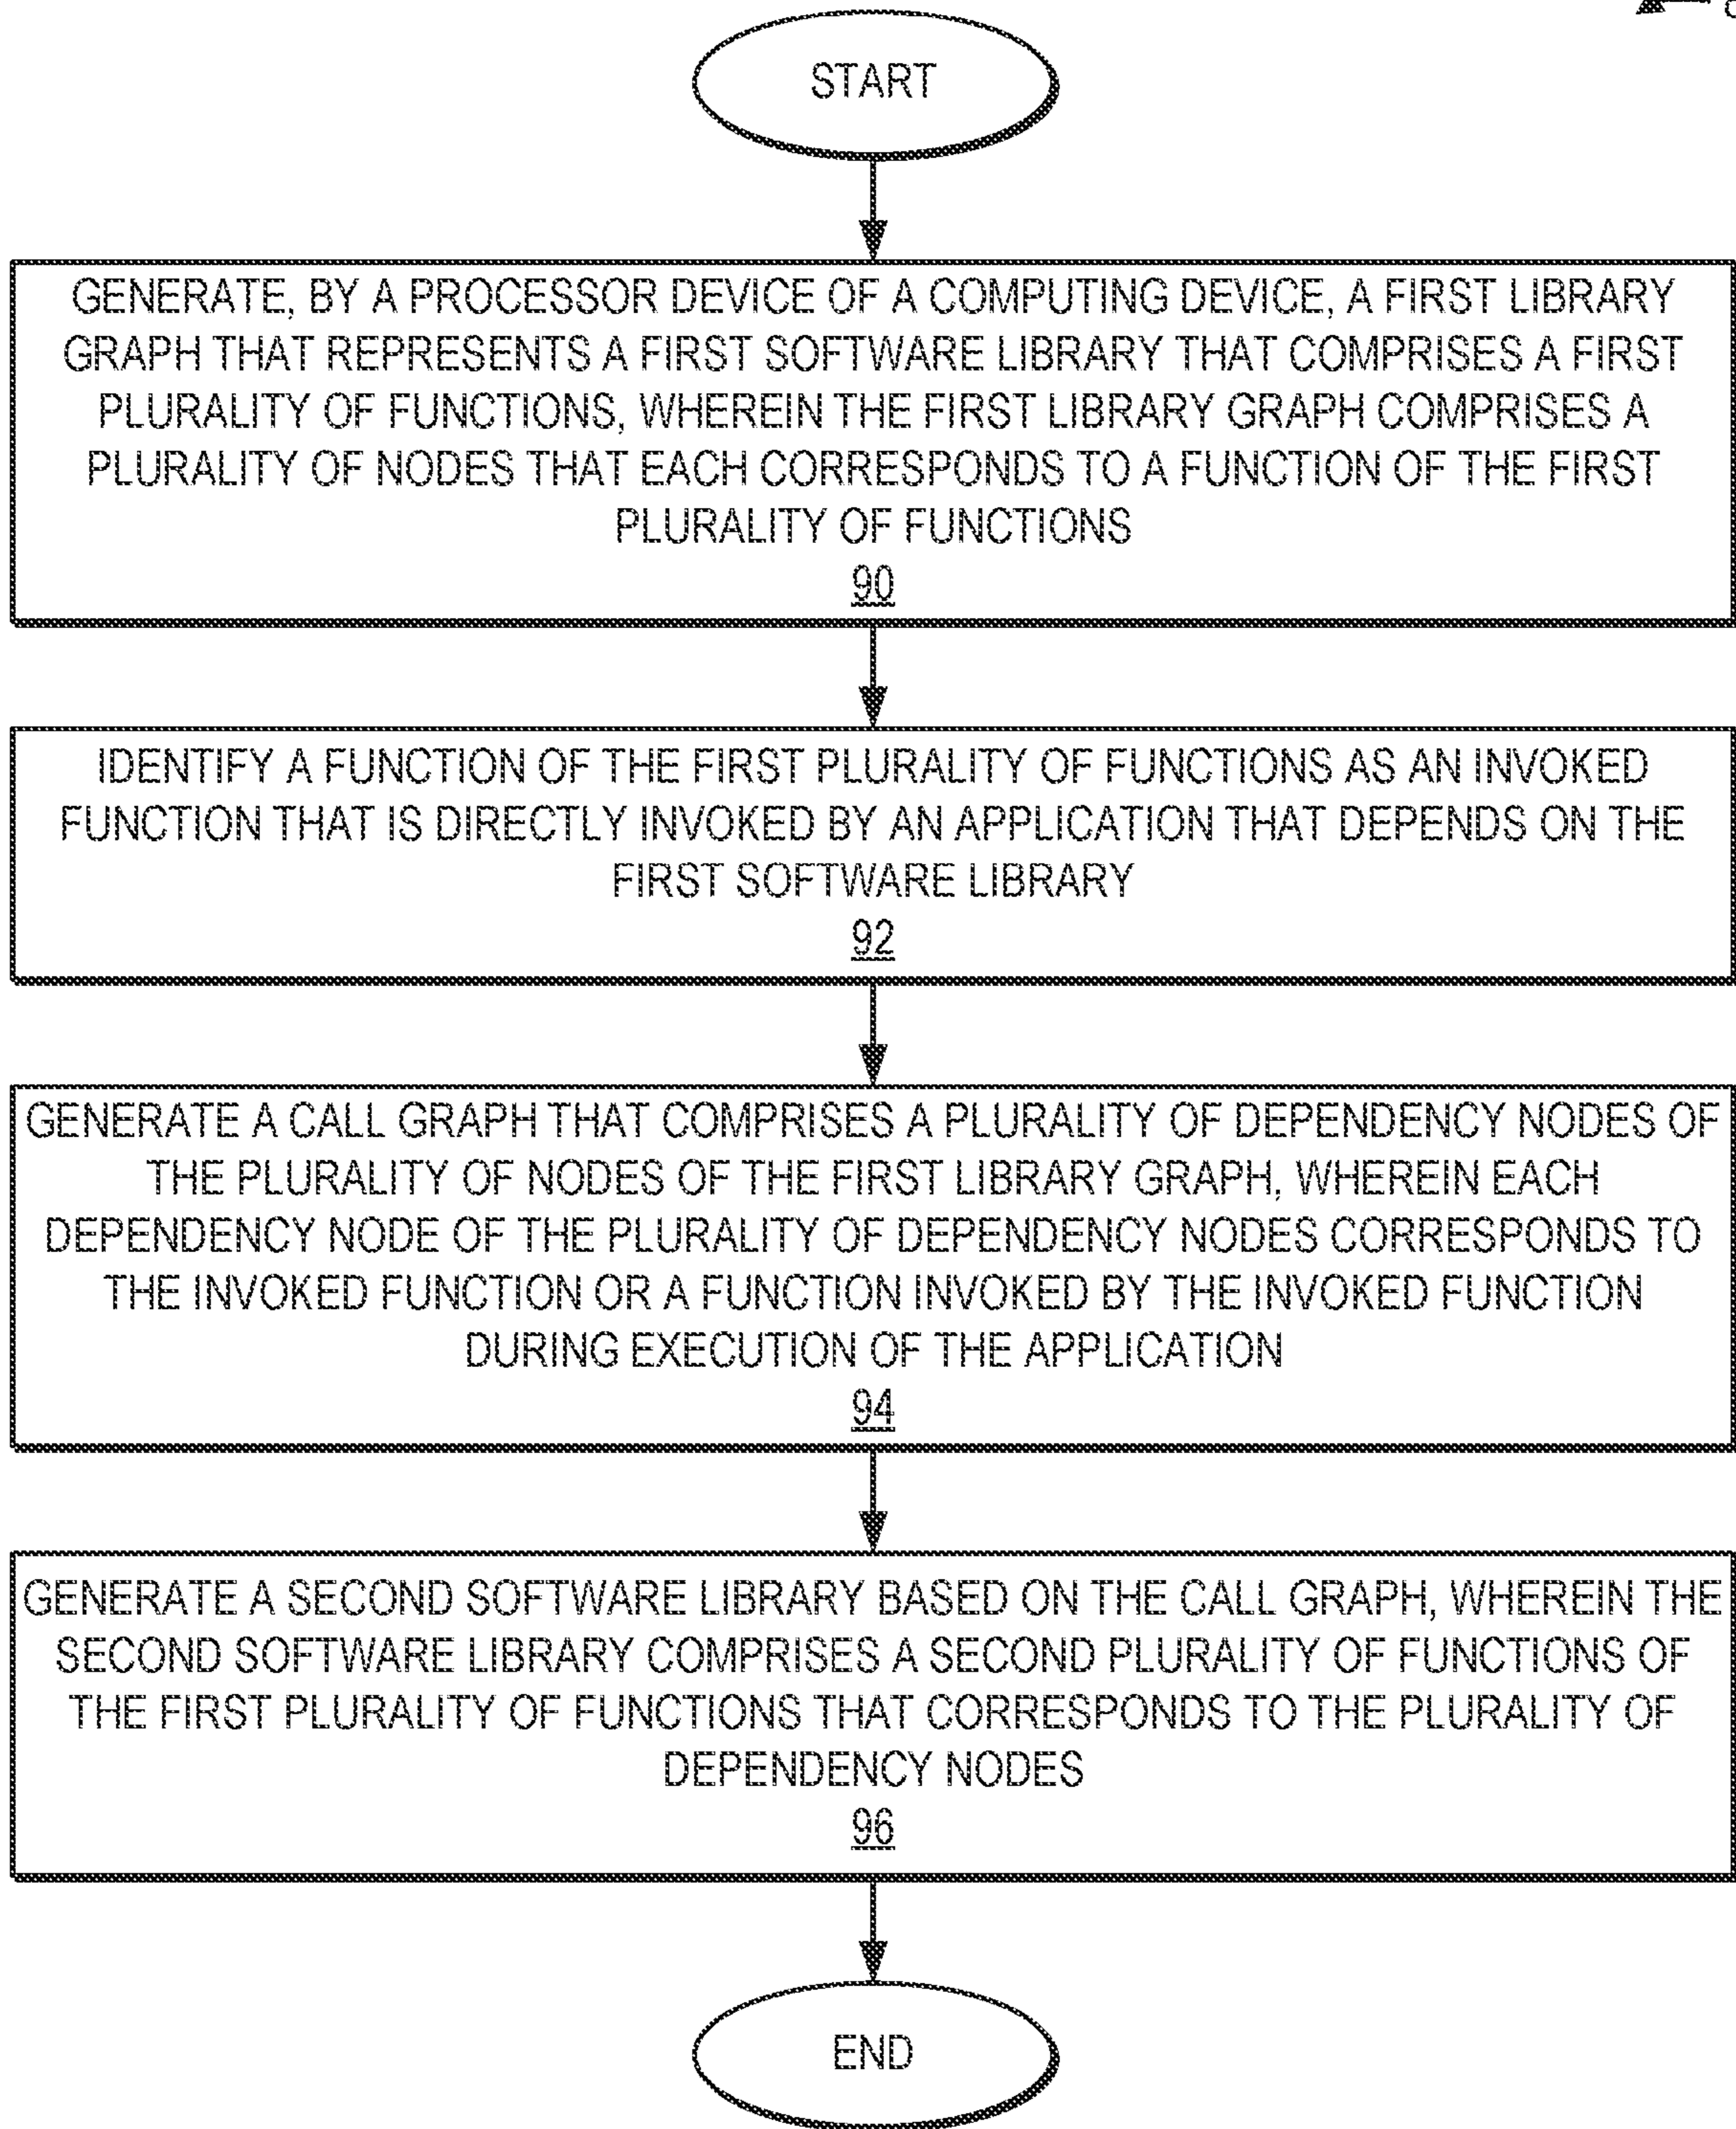 START
GENERATE, BY A PROCESSOR DEVICE OF A COMPUTING DEVICE, A FIRST LIBRARY
GRAPH THAT REPRESENTS A FIRST SOFTWARE LIBRARY THAT COMPRISES A FIRST
PLURALITY OF FUNCTIONS, WHEREIN THE FIRST LIBRARY GRAPH COMPRISES A
PLURALITY OF NODES THAT EACH CORRESPONDS TO A FUNCTION OF THE FIRST
PLURALITY OF FUNCTIONS
90
IDENTIFY A FUNCTION OF THE FIRST PLURALITY OF FUNCTIONS AS AN INVOKED
FUNCTION THAT IS DIRECTLY INVOKED BY AN APPLICATION THAT DEPENDS ON THE
FIRST SOFTWARE LIBRARY
92
GENERATE A CALL GRAPH THAT COMPRISES A PLURALITY OF DEPENDENCY NODES OF
THE PLURALITY OF NODES OF THE FIRST LIBRARY GRAPH, WHEREIN EACH
DEPENDENCY NODE OF THE PLURALITY OF DEPENDENCY NODES CORRESPONDS TO
THE INVOKED FUNCTION OR A FUNCTION INVOKED BY THE INVOKED FUNCTION
DURING EXECUTION OF THE APPLICATION
94
GENERATE A SECOND SOFTWARE LIBRARY BASED ON THE CALL GRAPH, WHEREIN THE
SECOND SOFTWARE LIBRARY COMPRISES A SECOND PLURALITY OF FUNCTIONS OF
THE FIRST PLURALITY OF FUNCTIONS THAT CORRESPONDS TO THE PLURALITY OF
DEPENDENCY NODES
96
END